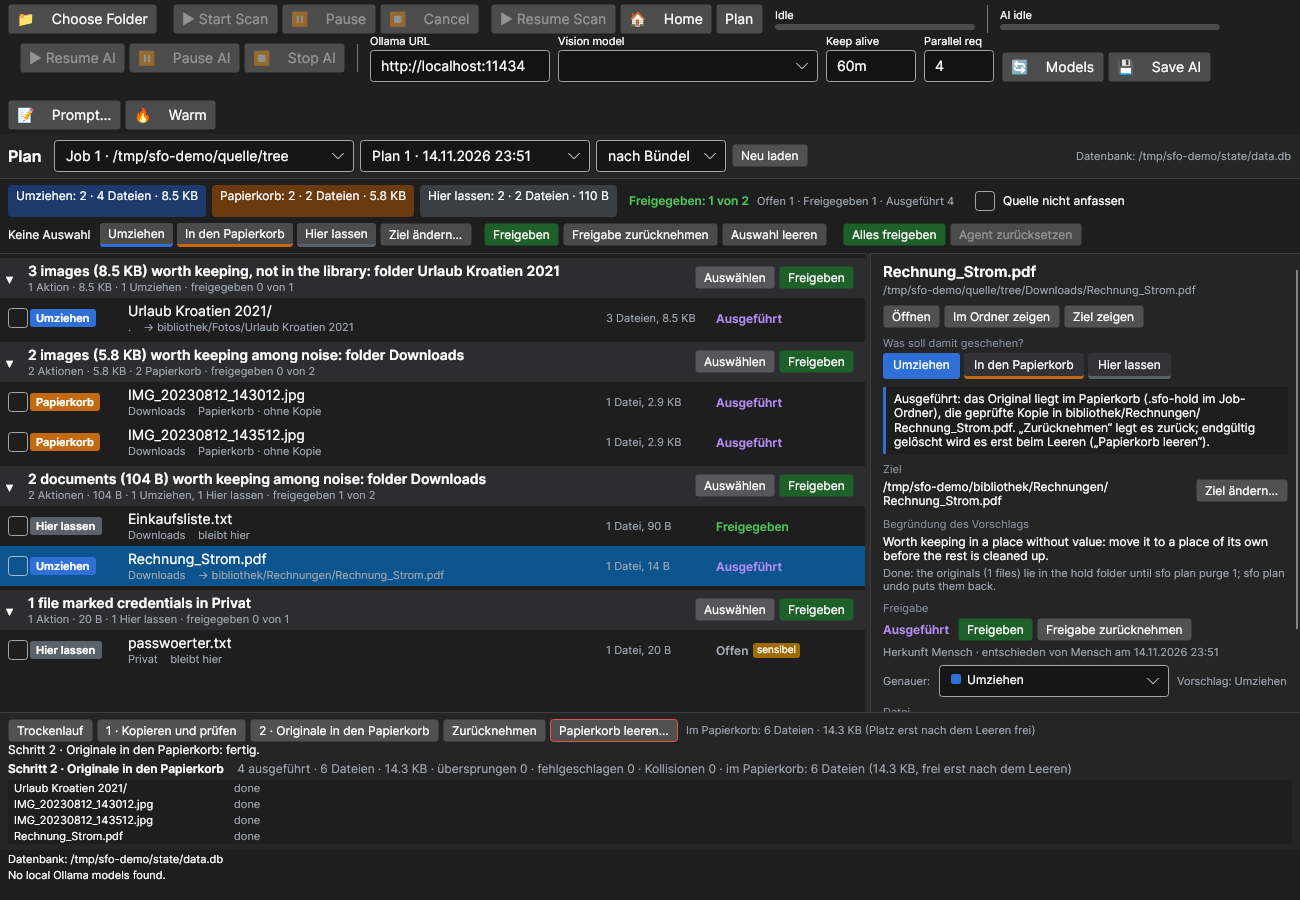 Choose Folder
Start Scan
Pause
Cancel
Resume Scan
Home
Plan
Idle
AI idle
Resume AI
Pause AI
Stop AI
Ollama URL
http://localhost:11434
Vision model
Keep alive
60m
Parallel req
4
Models
Save AI
Prompt...
Warm
Plan
Job 1 · /tmp/sfo-demo/quelle/tree
Plan 1 · 14.11.2026 23:51
nach Bündel
Neu laden
Datenbank: /tmp/sfo-demo/state/data.db
Umziehen: 2 · 4 Dateien · 8.5 KB
Papierkorb: 2 · 2 Dateien · 5.8 KB
Hier lassen: 2 · 2 Dateien · 110 B
Freigegeben: 1 von 2
Offen 1 · Freigegeben 1 · Ausgeführt 4
Quelle nicht anfassen
Keine Auswahl
Umziehen
In den Papierkorb
Hier lassen
Ziel ändern...
Freigeben
Freigabe zurücknehmen
Auswahl leeren
Alles freigeben
Agent zurücksetzen
3 images (8.5 KB) worth keeping, not in the library: folder Urlaub Kroatien 2021
1 Aktion · 8.5 KB · 1 Umziehen · freigegeben 0 von 1
Auswählen
Freigeben
Umziehen
Urlaub Kroatien 2021/
. → bibliothek/Fotos/Urlaub Kroatien 2021
3 Dateien, 8.5 KB
Ausgeführt
2 images (5.8 KB) worth keeping among noise: folder Downloads
2 Aktionen · 5.8 KB · 2 Papierkorb · freigegeben 0 von 2
Auswählen
Freigeben
Papierkorb
IMG_20230812_143012.jpg
Downloads Papierkorb · ohne Kopie
1 Datei, 2.9 KB
Ausgeführt
Papierkorb
IMG_20230812_143512.jpg
Downloads Papierkorb · ohne Kopie
1 Datei, 2.9 KB
Ausgeführt
2 documents (104 B) worth keeping among noise: folder Downloads
2 Aktionen · 104 B · 1 Umziehen, 1 Hier lassen · freigegeben 1 von 2
Auswählen
Freigeben
Hier lassen
Einkaufsliste.txt
Downloads bleibt hier
1 Datei, 90 B
Freigegeben
Umziehen
Rechnung_Strom.pdf
Downloads → bibliothek/Rechnungen/Rechnung_Strom.pdf
1 Datei, 14 B
Ausgeführt
1 file marked credentials in Privat
1 Aktion · 20 B · 1 Hier lassen · freigegeben 0 von 1
Auswählen
Freigeben
Hier lassen
passwoerter.txt
Privat bleibt hier
1 Datei, 20 B
Offen
sensibel
Rechnung_Strom.pdf
/tmp/sfo-demo/quelle/tree/Downloads/Rechnung_Strom.pdf
Öffnen
Im Ordner zeigen
Ziel zeigen
Was soll damit geschehen?
Umziehen
In den Papierkorb
Hier lassen
Ausgeführt: das Original liegt im Papierkorb (.sfo-hold im Job-
Ordner), die geprüfte Kopie in bibliothek/Rechnungen/
Rechnung_Strom.pdf. „Zurücknehmen“ legt es zurück; endgültig
gelöscht wird es erst beim Leeren („Papierkorb leeren“).
Ziel
/tmp/sfo-demo/bibliothek/Rechnungen/
Rechnung_Strom.pdf
Ziel ändern...
Begründung des Vorschlags
Worth keeping in a place without value: move it to a place of its own
before the rest is cleaned up.
Done: the originals (1 files) lie in the hold folder until sfo plan purge 1; sfo plan
undo puts them back.
Freigabe
Ausgeführt
Freigeben
Freigabe zurücknehmen
Herkunft Mensch · entschieden von Mensch am 14.11.2026 23:51
Genauer:
Umziehen
Vorschlag: Umziehen
Datei
Trockenlauf
1 · Kopieren und prüfen
2 · Originale in den Papierkorb
Zurücknehmen
Papierkorb leeren...
Im Papierkorb: 6 Dateien · 14.3 KB (Platz erst nach dem Leeren frei)
Schritt 2 · Originale in den Papierkorb: fertig.
Schritt 2 · Originale in den Papierkorb
4 ausgeführt · 6 Dateien · 14.3 KB · übersprungen 0 · fehlgeschlagen 0 · Kollisionen 0 · im Papierkorb: 6 Dateien (14.3 KB, frei erst nach dem Leeren)
Urlaub Kroatien 2021/ done
IMG_20230812_143012.jpg done
IMG_20230812_143512.jpg done
Rechnung_Strom.pdf done
Datenbank: /tmp/sfo-demo/state/data.db
No local Ollama models found.